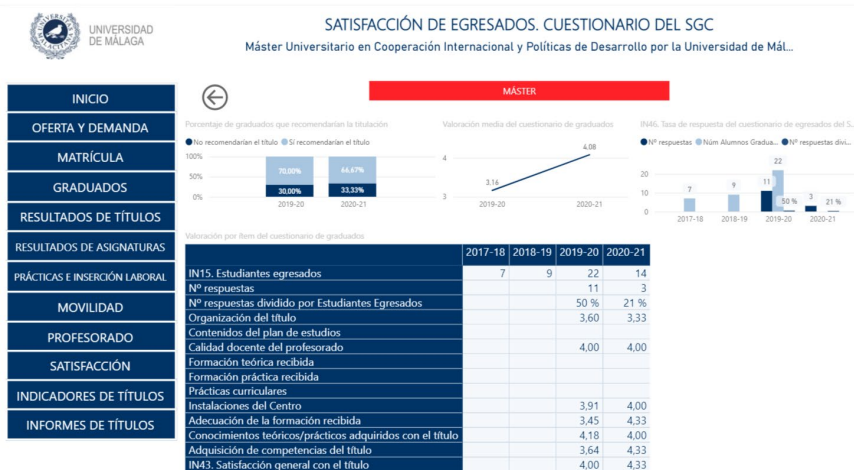 UNIVERSIDAD
DE MÁLAGA
SATISFACCIÓN DE EGRESADOS. CUESTIONARIO DEL SGC
Máster Universitario en Cooperación Internacional y Políticas de Desarrollo por la Universidad de Mál...
INICIO
OFERTA Y DEMANDA
MATRÍCULA
GRADUADOS
RESULTADOS DE TÍTULOS
RESULTADOS DE ASIGNATURAS
PRÁCTICAS E INSERCIÓN LABORAL
MOVILIDAD
PROFESORADO
SATISFACCIÓN
INDICADORES DE TÍTULOS
INFORMES DE TÍTULOS
MÁSTER
Porcentaje de graduados que recomendarían la titulación
No recomendarían el título Sí recomendarían el título
100%
50%
0%
70,00% 66,67%
30,00% 33,33%
2019-20 2020-21
Valoración media del cuestionario de graduados
4
3
3,16
4,08
2019-20 2020-21
IN46. Tasa de respuesta del cuestionario de egresados del S...
Nº respuestas Núm Alumnos Gradua... Nº respuestas divi...
20
10
0
7 9 11 22 50 % 3 21 %
2017-18 2018-19 2019-20 2020-21
Valoración por ítem del cuestionario de graduados
2017-18 2018-19 2019-20 2020-21
IN15. Estudiantes egresados 7 9 22 14
Nº respuestas 11 3
Nº respuestas dividido por Estudiantes Egresados 50 % 21 %
Organización del título 3,60 3,33
Contenidos del plan de estudios
Calidad docente del profesorado 4,00 4,00
Formación teórica recibida
Formación práctica recibida
Prácticas curriculares
Instalaciones del Centro 3,91 4,00
Adecuación de la formación recibida 3,45 4,33
Conocimientos teóricos/prácticos adquiridos con el título 4,18 4,00
Adquisición de competencias del título 3,64 4,33
IN43. Satisfacción general con el título 4,00 4,33